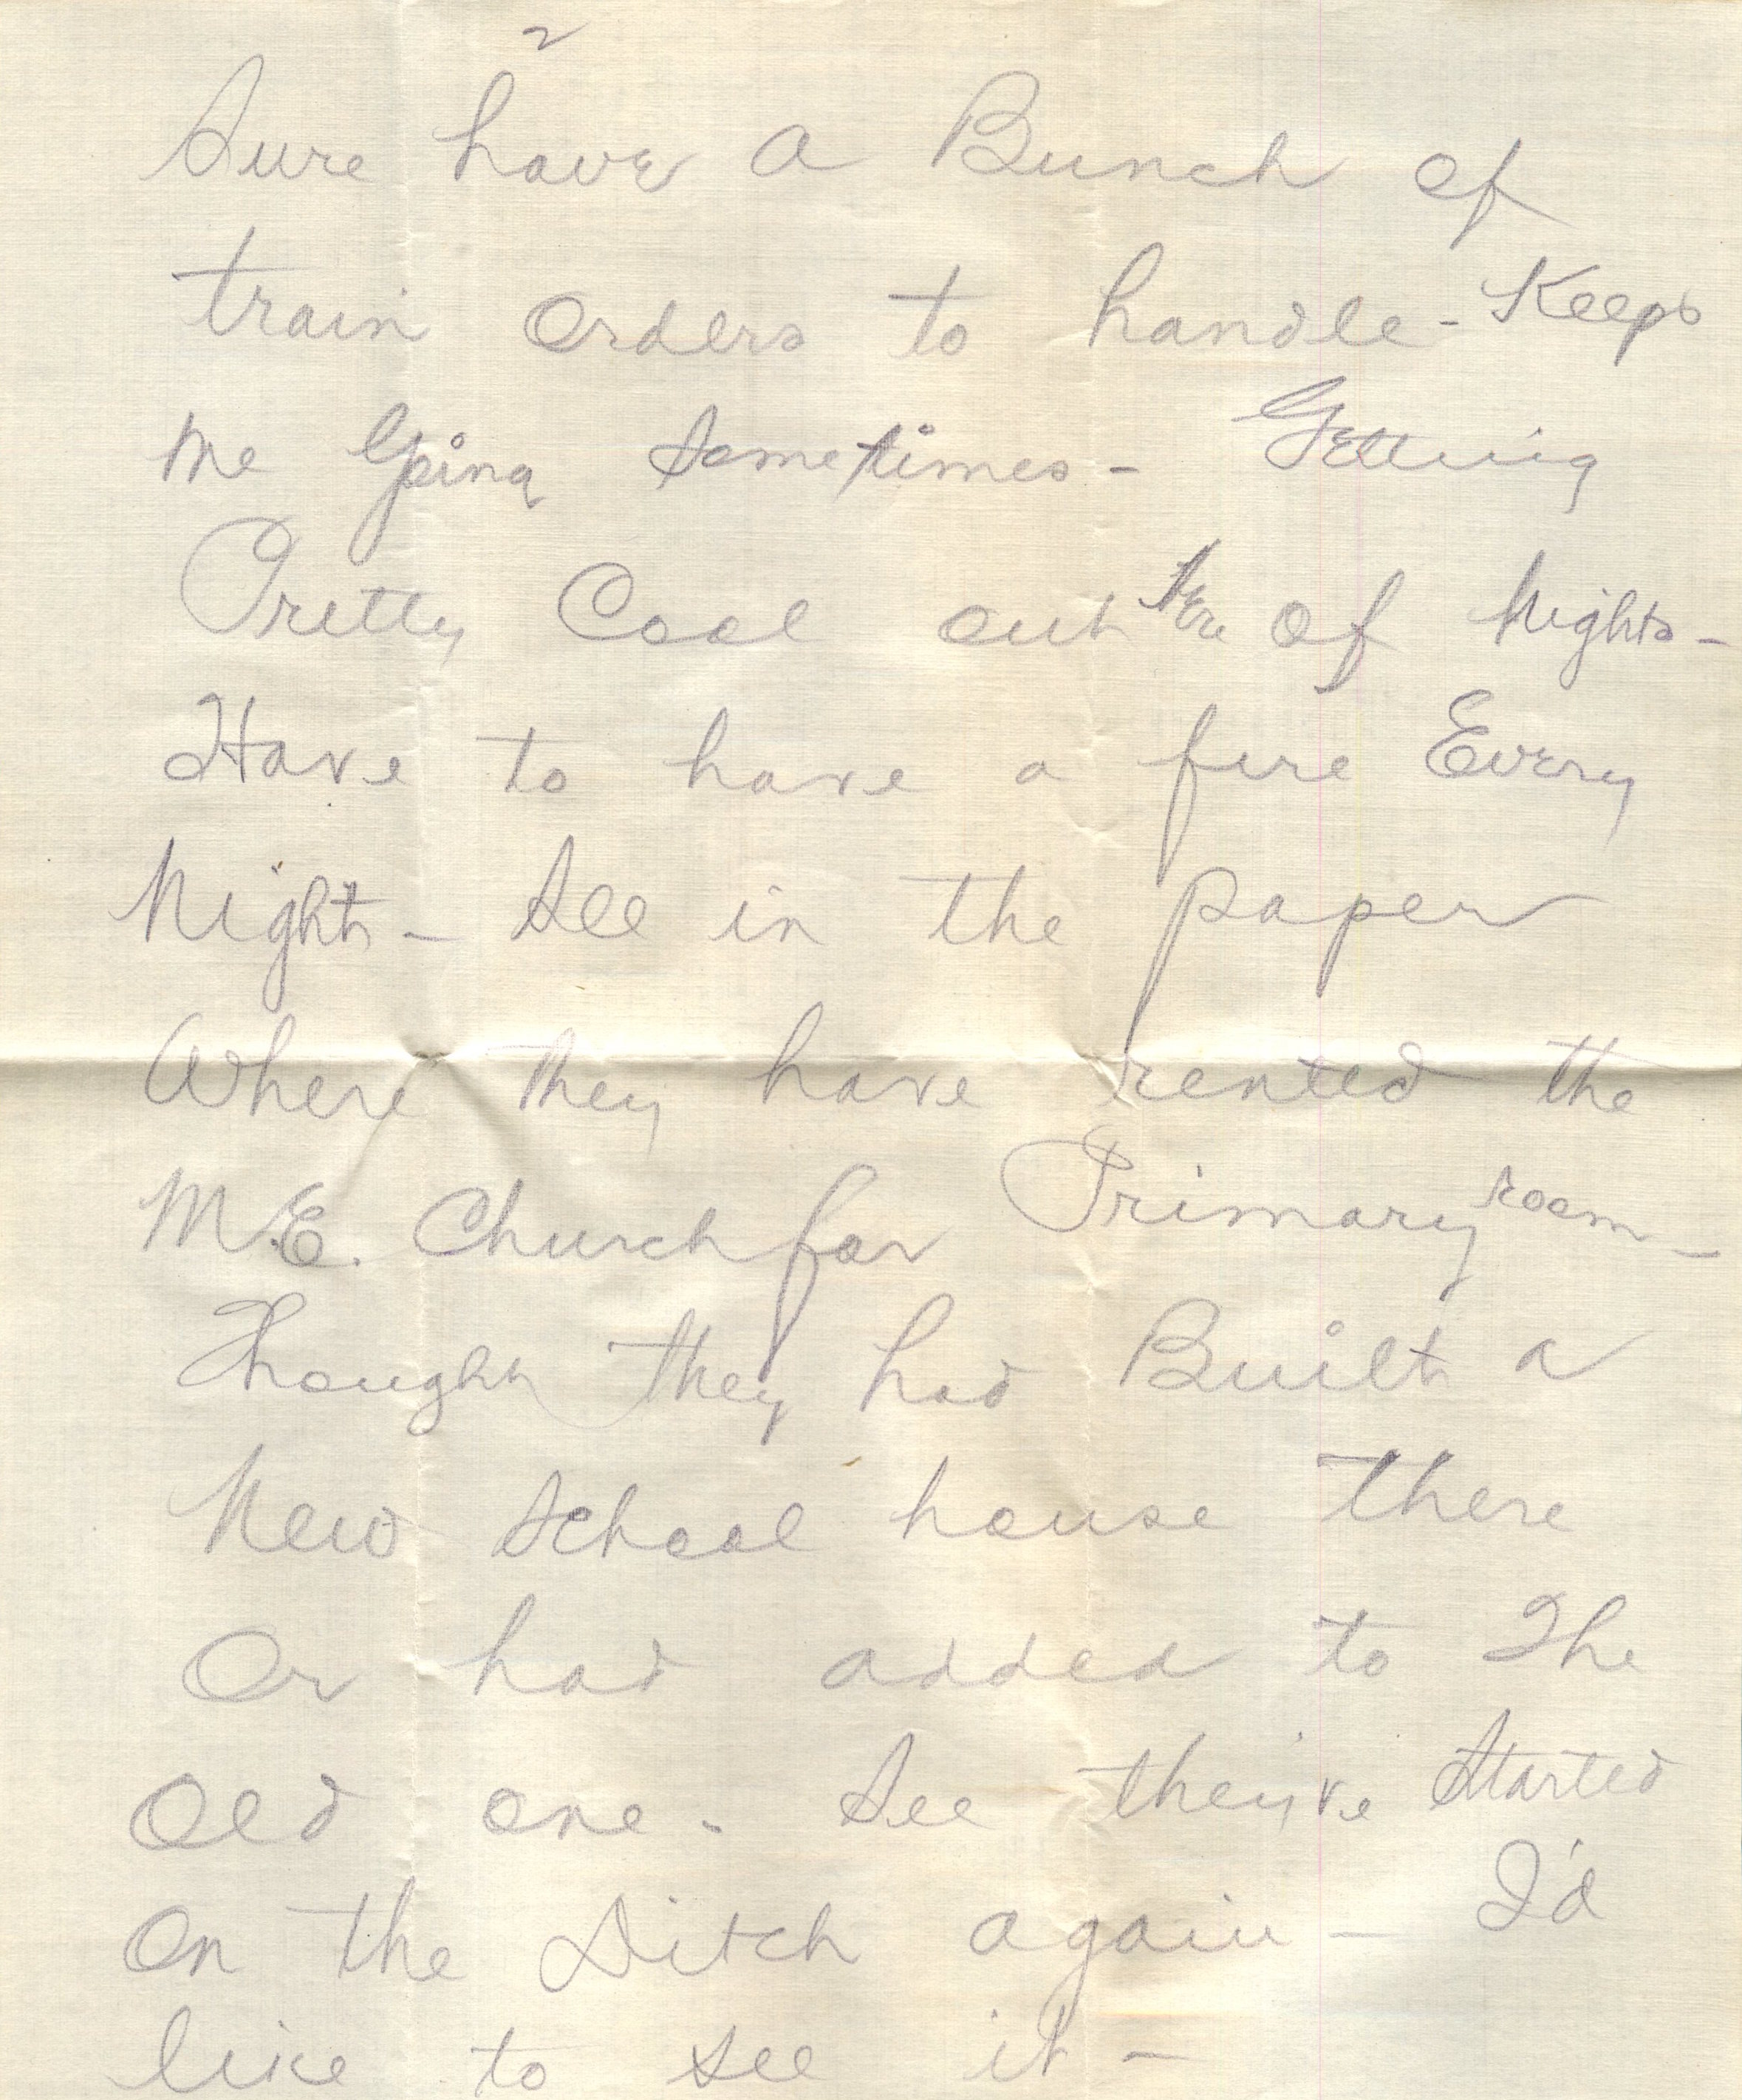 2
Sure have a Bunch of
train orders to handle - Keeps
me Going sometimes - Getting
Pretty Cool out here of Nights -
Have to have a fire Every
Night - See in the paper
Where they have rented the
M.E. Church for Primary room -
Thought they had Built a
New School house there
Or had added to The
Old one - See they've Started
On the Ditch again - I'd
like to see it -